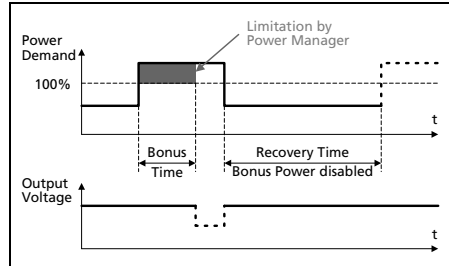 Power
Demand
Limitation by
Power Manager
100%
t
Bonus
Time
Recovery Time
Bonus Power disabled
Output
Voltage
t